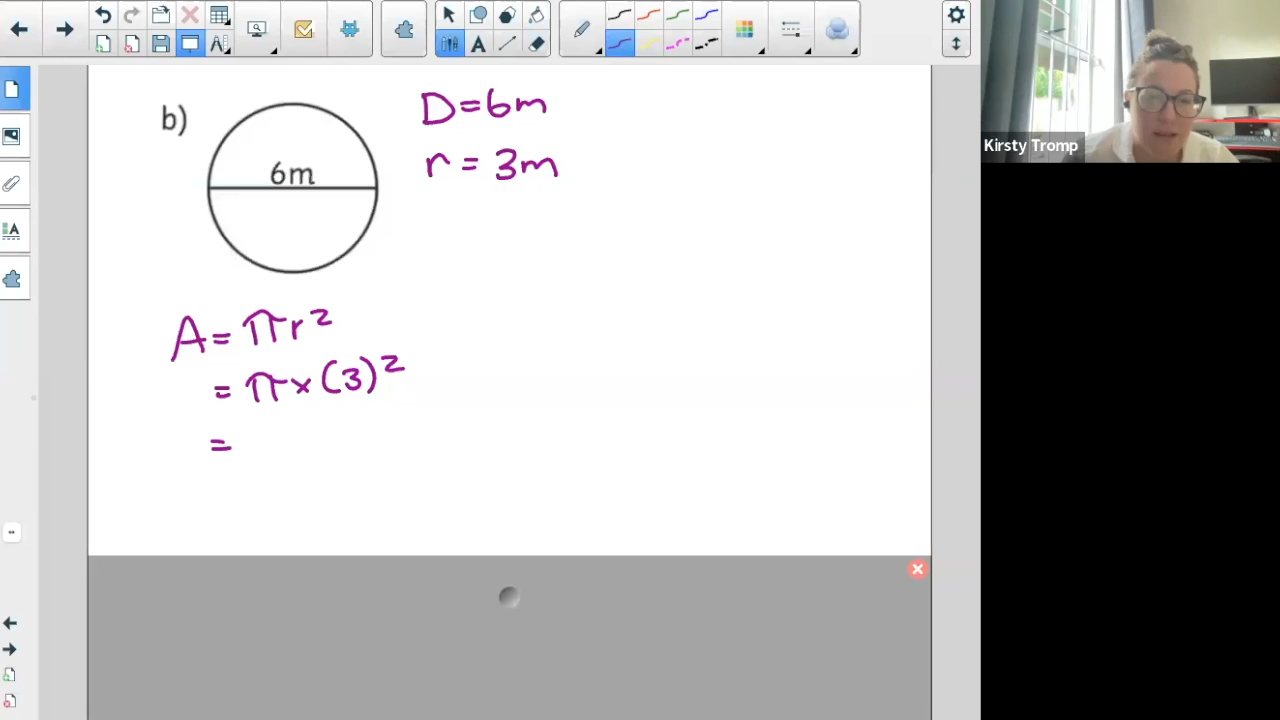 b)
6m
D=6m
r = 3m
A = πr²
= π×(3)²
=
Kirsty Tromp